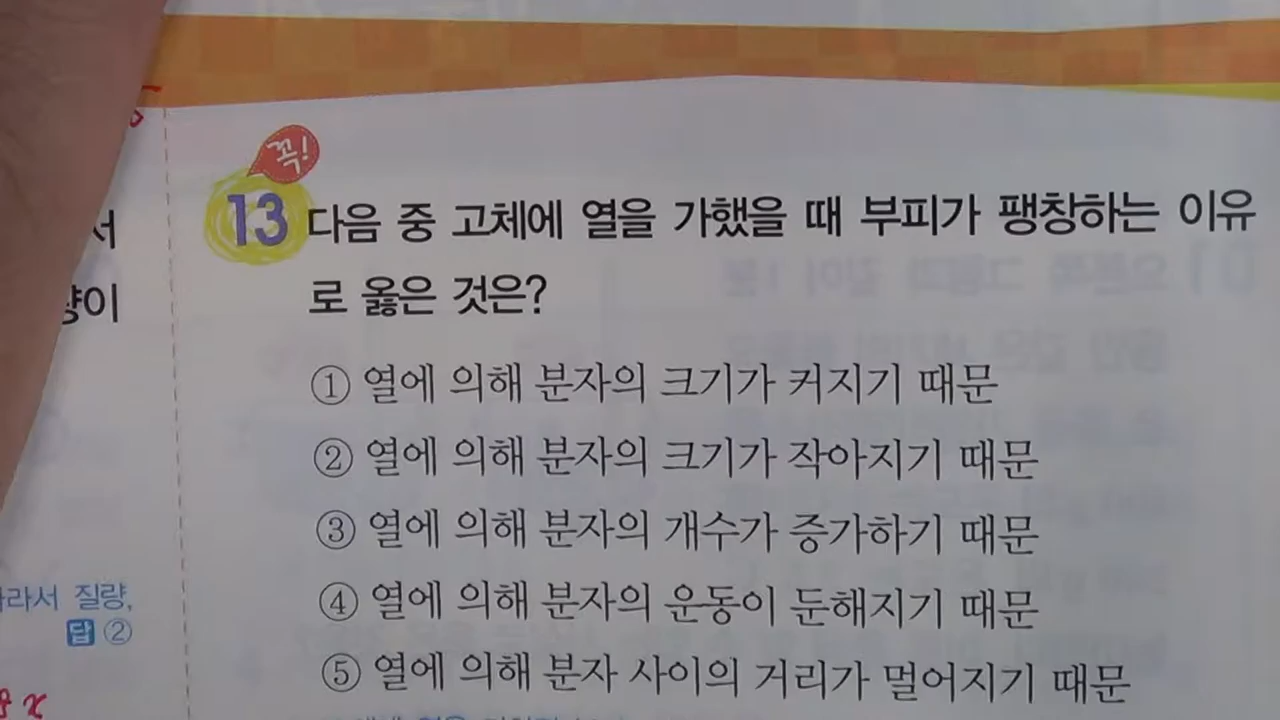 꼭!
13 다음 중 고체에 열을 가했을 때 부피가 팽창하는 이유
로 옳은 것은?
① 열에 의해 분자의 크기가 커지기 때문
② 열에 의해 분자의 크기가 작아지기 때문
③ 열에 의해 분자의 개수가 증가하기 때문
④ 열에 의해 분자의 운동이 둔해지기 때문
⑤ 열에 의해 분자 사이의 거리가 멀어지기 때문
서
량이
따라서 질량,
답 ②